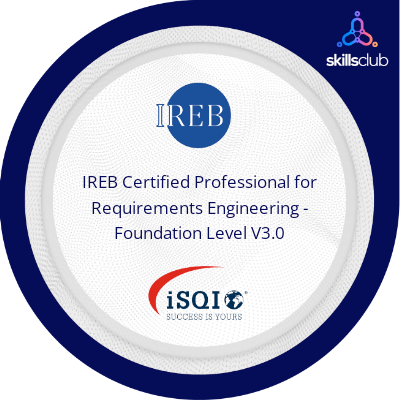 skillsclub
IREB
IREB Certified Professional for
Requirements Engineering -
Foundation Level V3.0
iSQI
SUCCESS IS YOURS